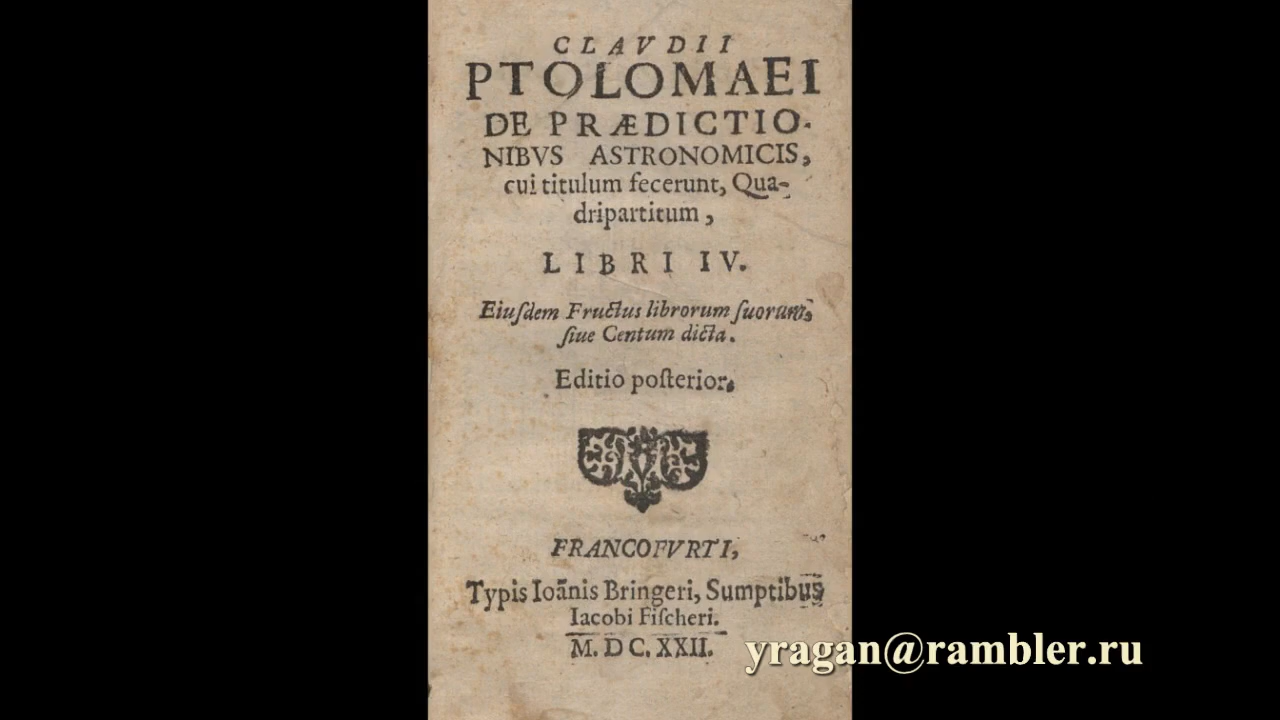 CLAVDII
PTOLOMAEI
DE PRÆDICTIO-
NIBVS ASTRONOMICIS,
cui titulum fecerunt, Qua-
dripartitum,
LIBRI IV.
Eiuſdem Fructus librorum ſuorum,
ſiue Centum dicta.
Editio poſterior.
FRANCOFVRTI,
Typis Ioānis Bringeri, Sumptibus
Iacobi Fiſcheri.
M. DC. XXII.
yragan@rambler.ru